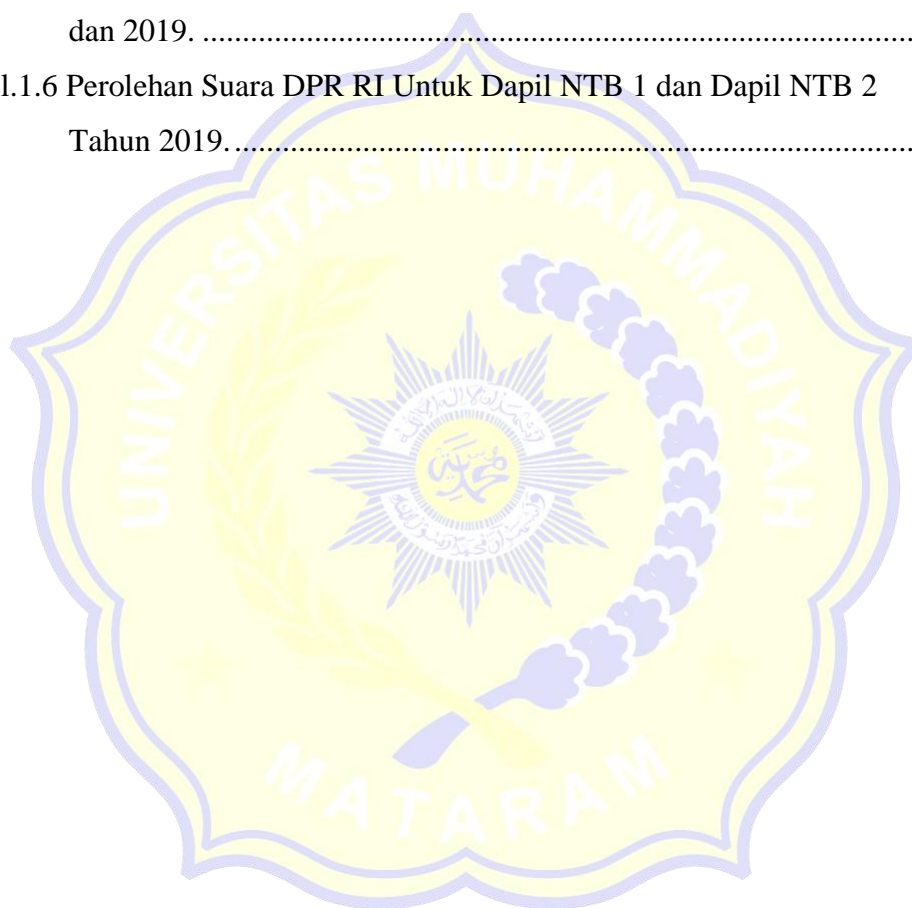 dan 2019. ..........................................................................................
l.1.6 Perolehan Suara DPR RI Untuk Dapil NTB 1 dan Dapil NTB 2
Tahun 2019. ......................................................................................
UNIVERSITAS MUHAMMADIYAH
MATARAM